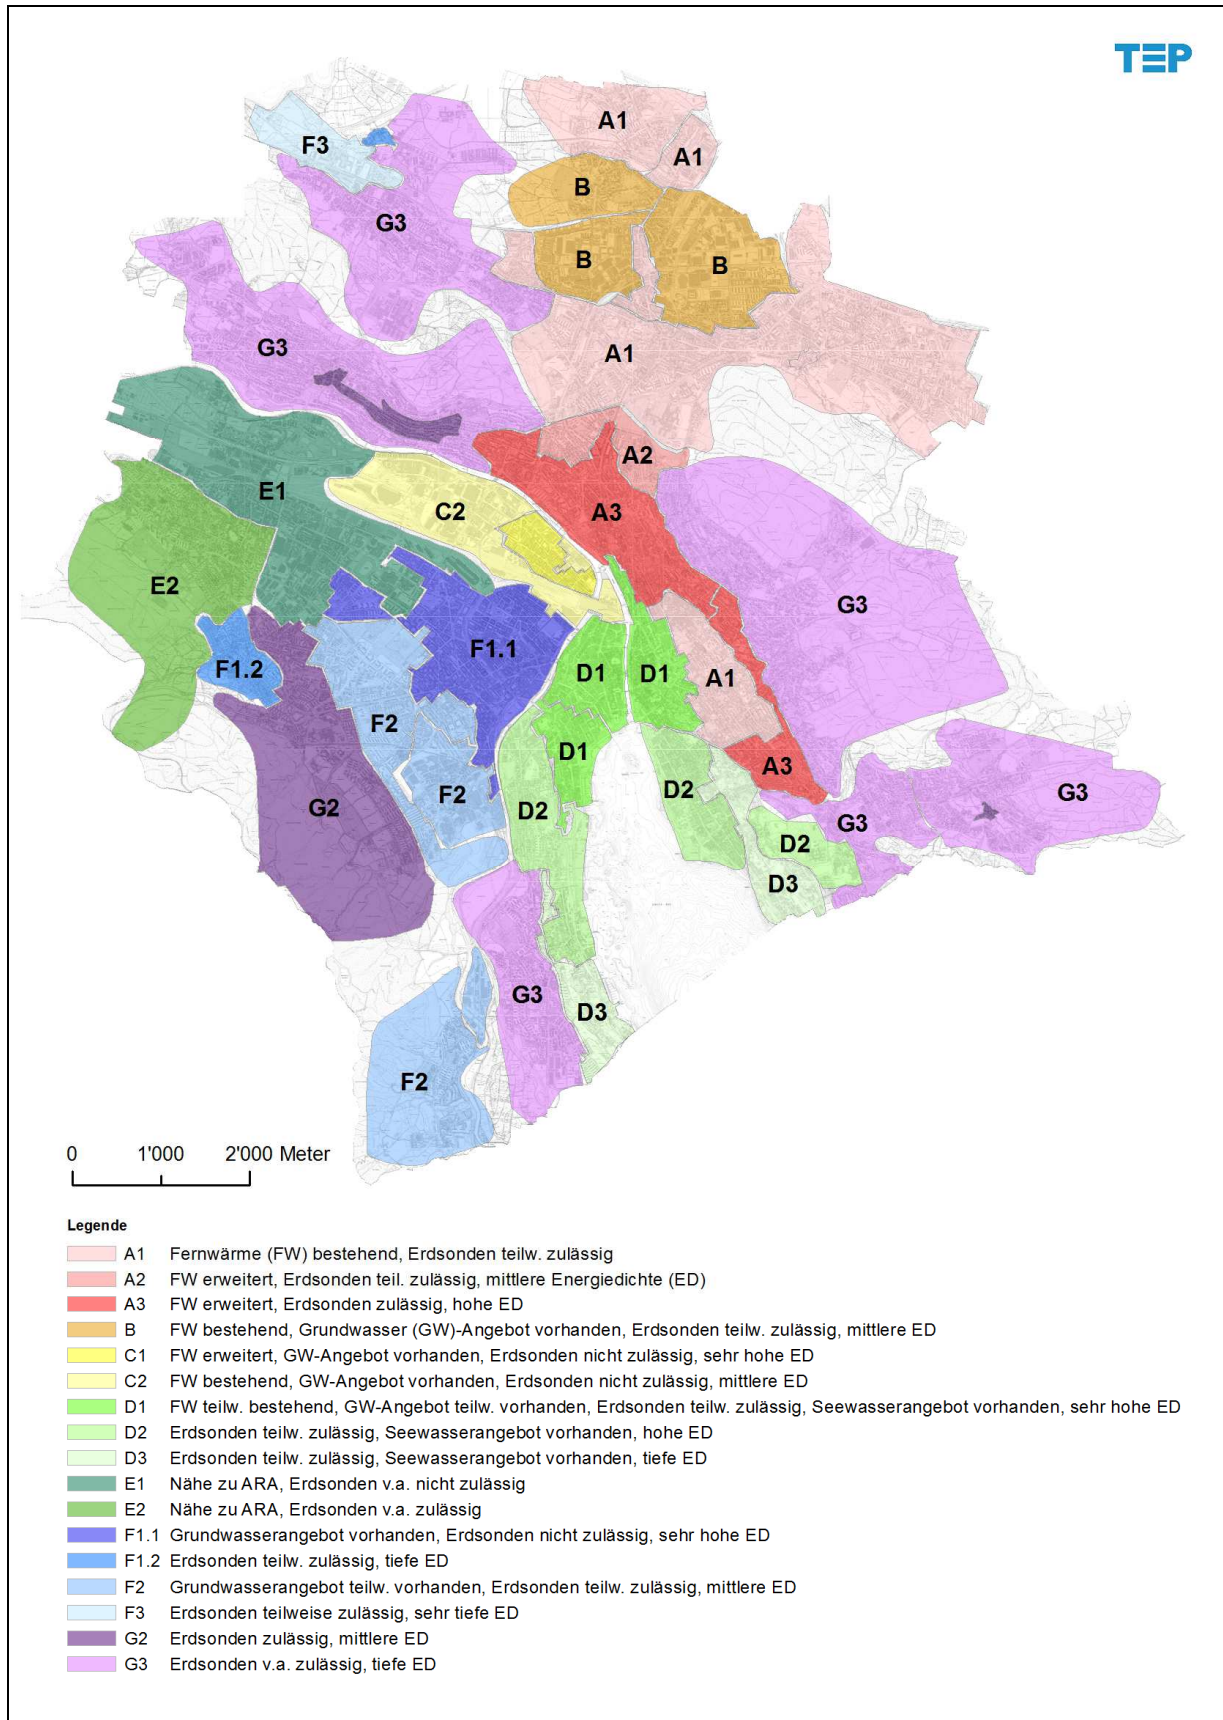 TEP
A1
F3
A1
B
G3
B
B
G3
A1
A2
E1
C2
A3
E2
G3
F1.1
F1.2
D1
D1
A1
F2
D1
A3
G2
F2
D2
D2
G3
G3
D2
D3
G3
D3
F2
0 1'000 2'000 Meter
Legende
A1 Fernwärme (FW) bestehend, Erdsonden teilw. zulässig
A2 FW erweitert, Erdsonden teil. zulässig, mittlere Energiedichte (ED)
A3 FW erweitert, Erdsonden zulässig, hohe ED
B FW bestehend, Grundwasser (GW)-Angebot vorhanden, Erdsonden teilw. zulässig, mittlere ED
C1 FW erweitert, GW-Angebot vorhanden, Erdsonden nicht zulässig, sehr hohe ED
C2 FW bestehend, GW-Angebot vorhanden, Erdsonden nicht zulässig, mittlere ED
D1 FW teilw. bestehend, GW-Angebot teilw. vorhanden, Erdsonden teilw. zulässig, Seewasserangebot vorhanden, sehr hohe ED
D2 Erdsonden teilw. zulässig, Seewasserangebot vorhanden, hohe ED
D3 Erdsonden teilw. zulässig, Seewasserangebot vorhanden, tiefe ED
E1 Nähe zu ARA, Erdsonden v.a. nicht zulässig
E2 Nähe zu ARA, Erdsonden v.a. zulässig
F1.1 Grundwasserangebot vorhanden, Erdsonden nicht zulässig, sehr hohe ED
F1.2 Erdsonden teilw. zulässig, tiefe ED
F2 Grundwasserangebot teilw. vorhanden, Erdsonden teilw. zulässig, mittlere ED
F3 Erdsonden teilweise zulässig, sehr tiefe ED
G2 Erdsonden zulässig, mittlere ED
G3 Erdsonden v.a. zulässig, tiefe ED